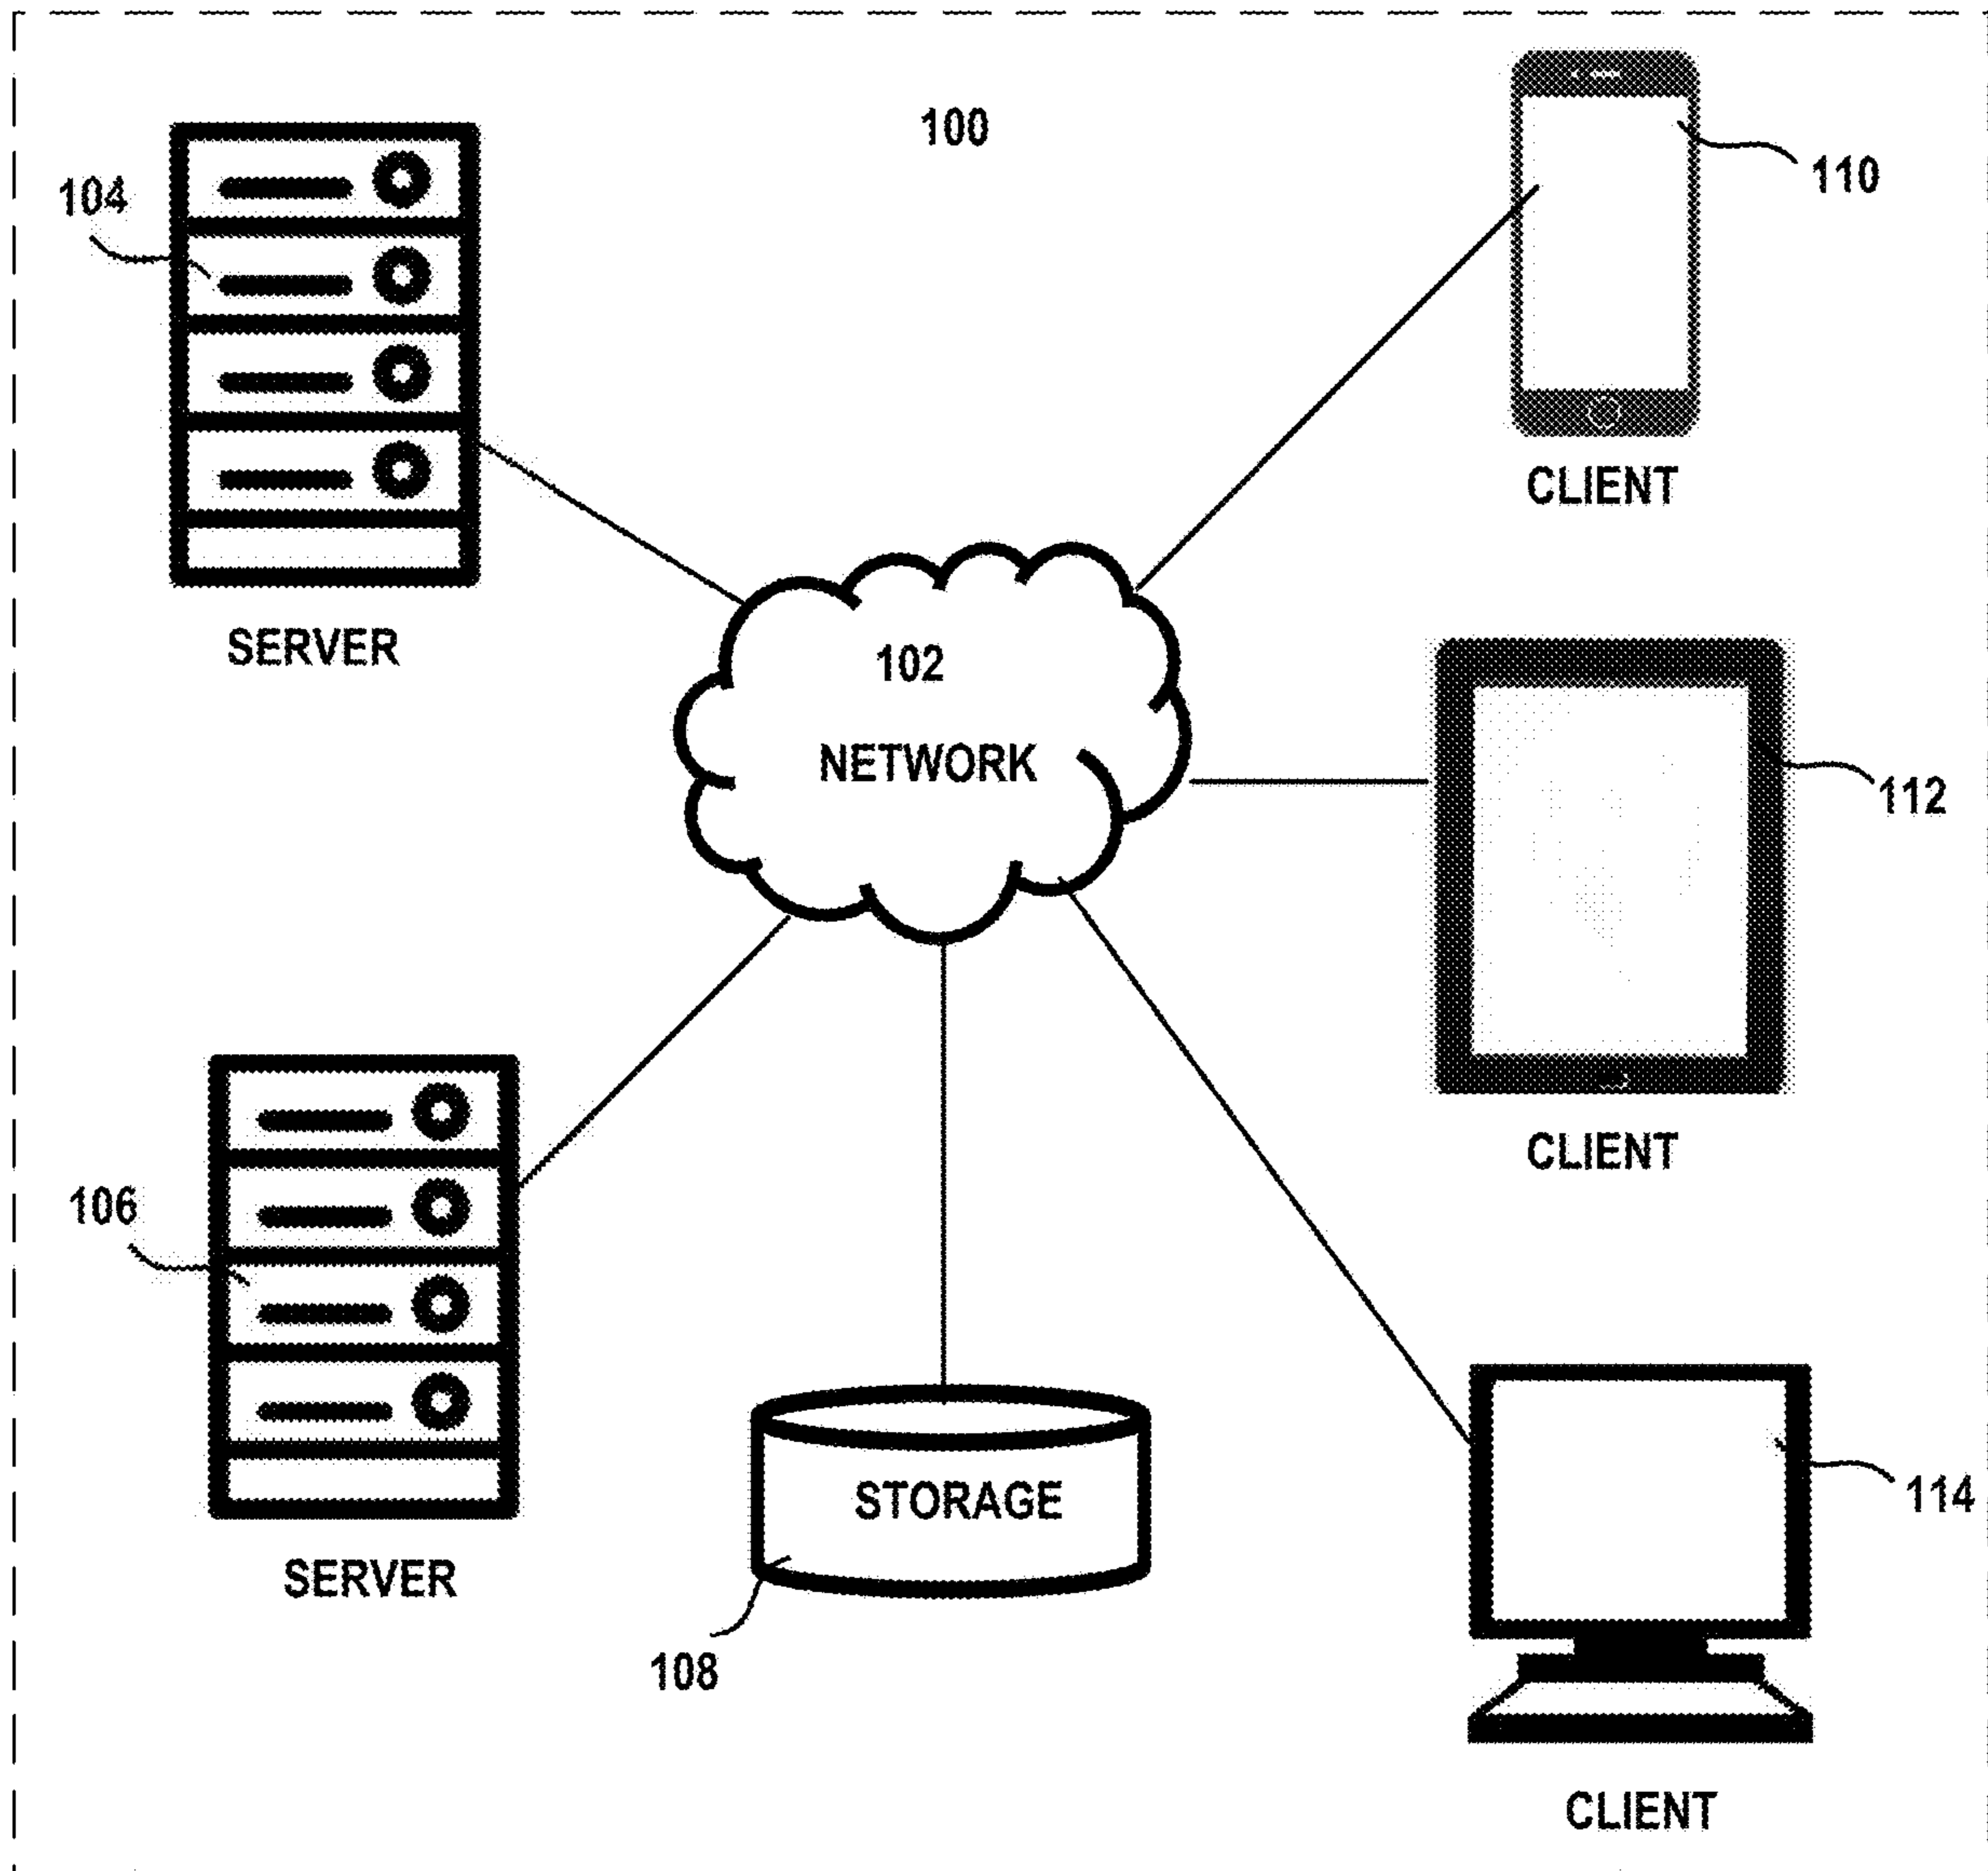 100
110
104
CLIENT
SERVER
102
NETWORK
112
CLIENT
106
STORAGE
114
SERVER
108
CLIENT